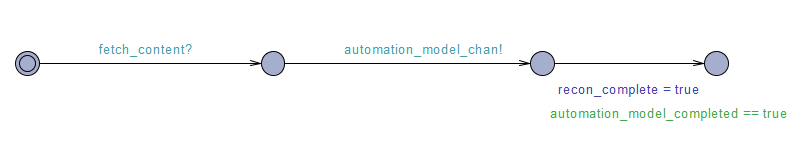 fetch_content?
automation_model_chan!
recon_complete = true
automation_model_completed == true